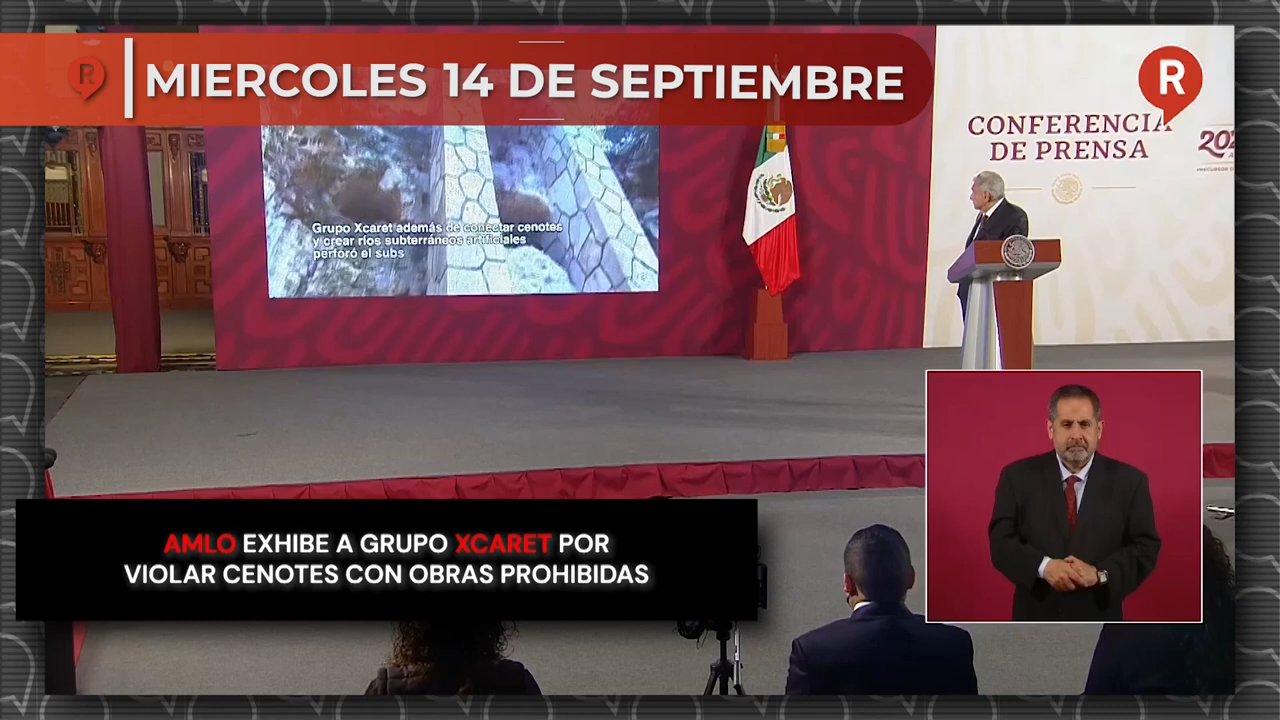 R
MIERCOLES 14 DE SEPTIEMBRE
R
CONFERENCIA
DE PRENSA
Grupo Xcaret además de conectar cenotes
y crear ríos subterráneos artificiales
perforó el subs
AMLO EXHIBE A GRUPO XCARET POR
VIOLAR CENOTES CON OBRAS PROHIBIDAS